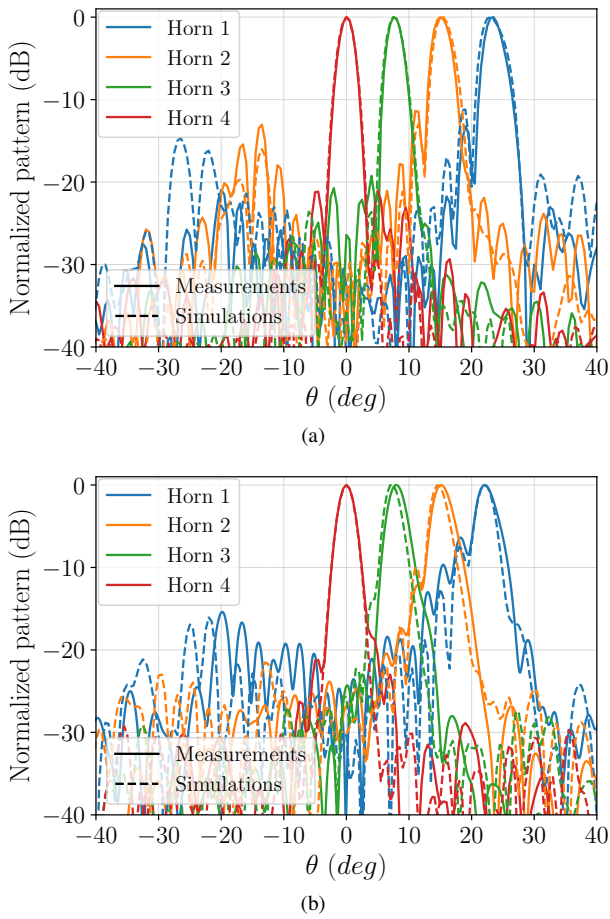 0
−10
−20
−30
−40
Normalized pattern (dB)
Horn 1
Horn 2
Horn 3
Horn 4
Measurements
Simulations
−40 −30 −20 −10 0 10 20 30 40
θ (deg)
(a)
0
−10
−20
−30
−40
Normalized pattern (dB)
Horn 1
Horn 2
Horn 3
Horn 4
Measurements
Simulations
−40 −30 −20 −10 0 10 20 30 40
θ (deg)
(b)